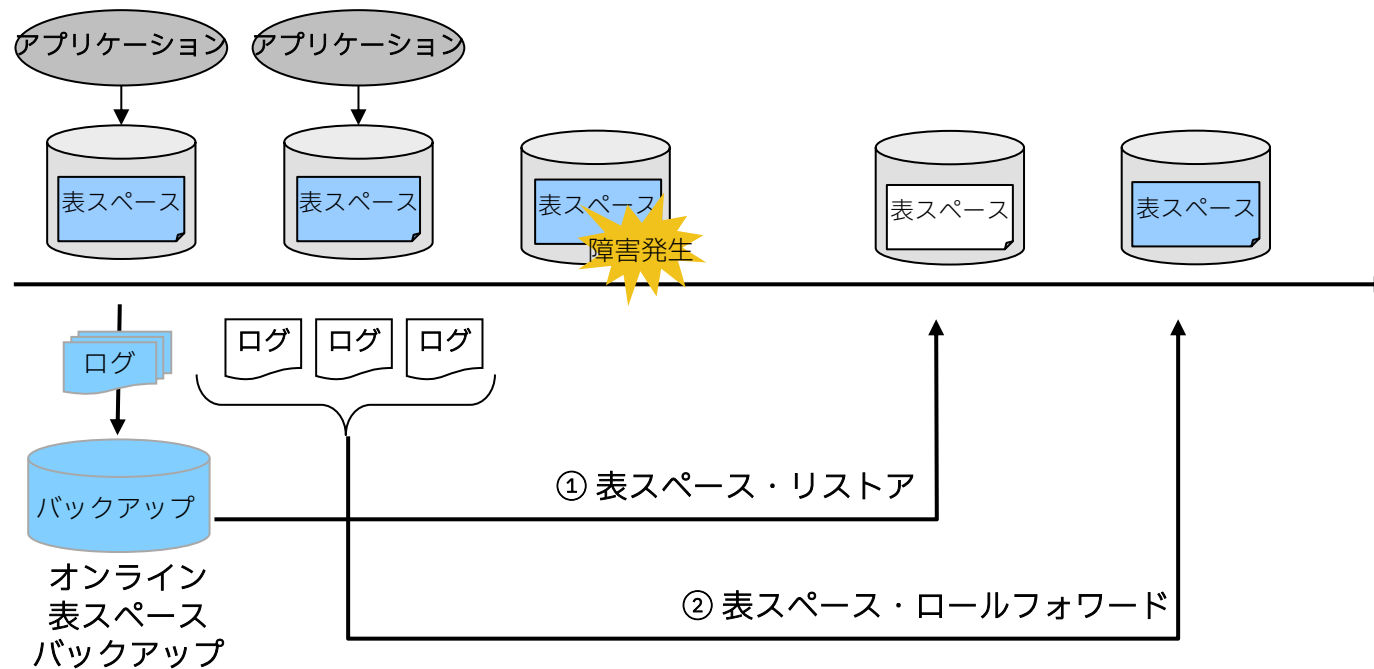 アプリケーション
アプリケーション
表スペース
表スペース
表スペース
障害発生
表スペース
表スペース
ログ
ログ
ログ
ログ
バックアップ
① 表スペース・リストア
オンライン
表スペース
バックアップ
② 表スペース・ロールフォワード